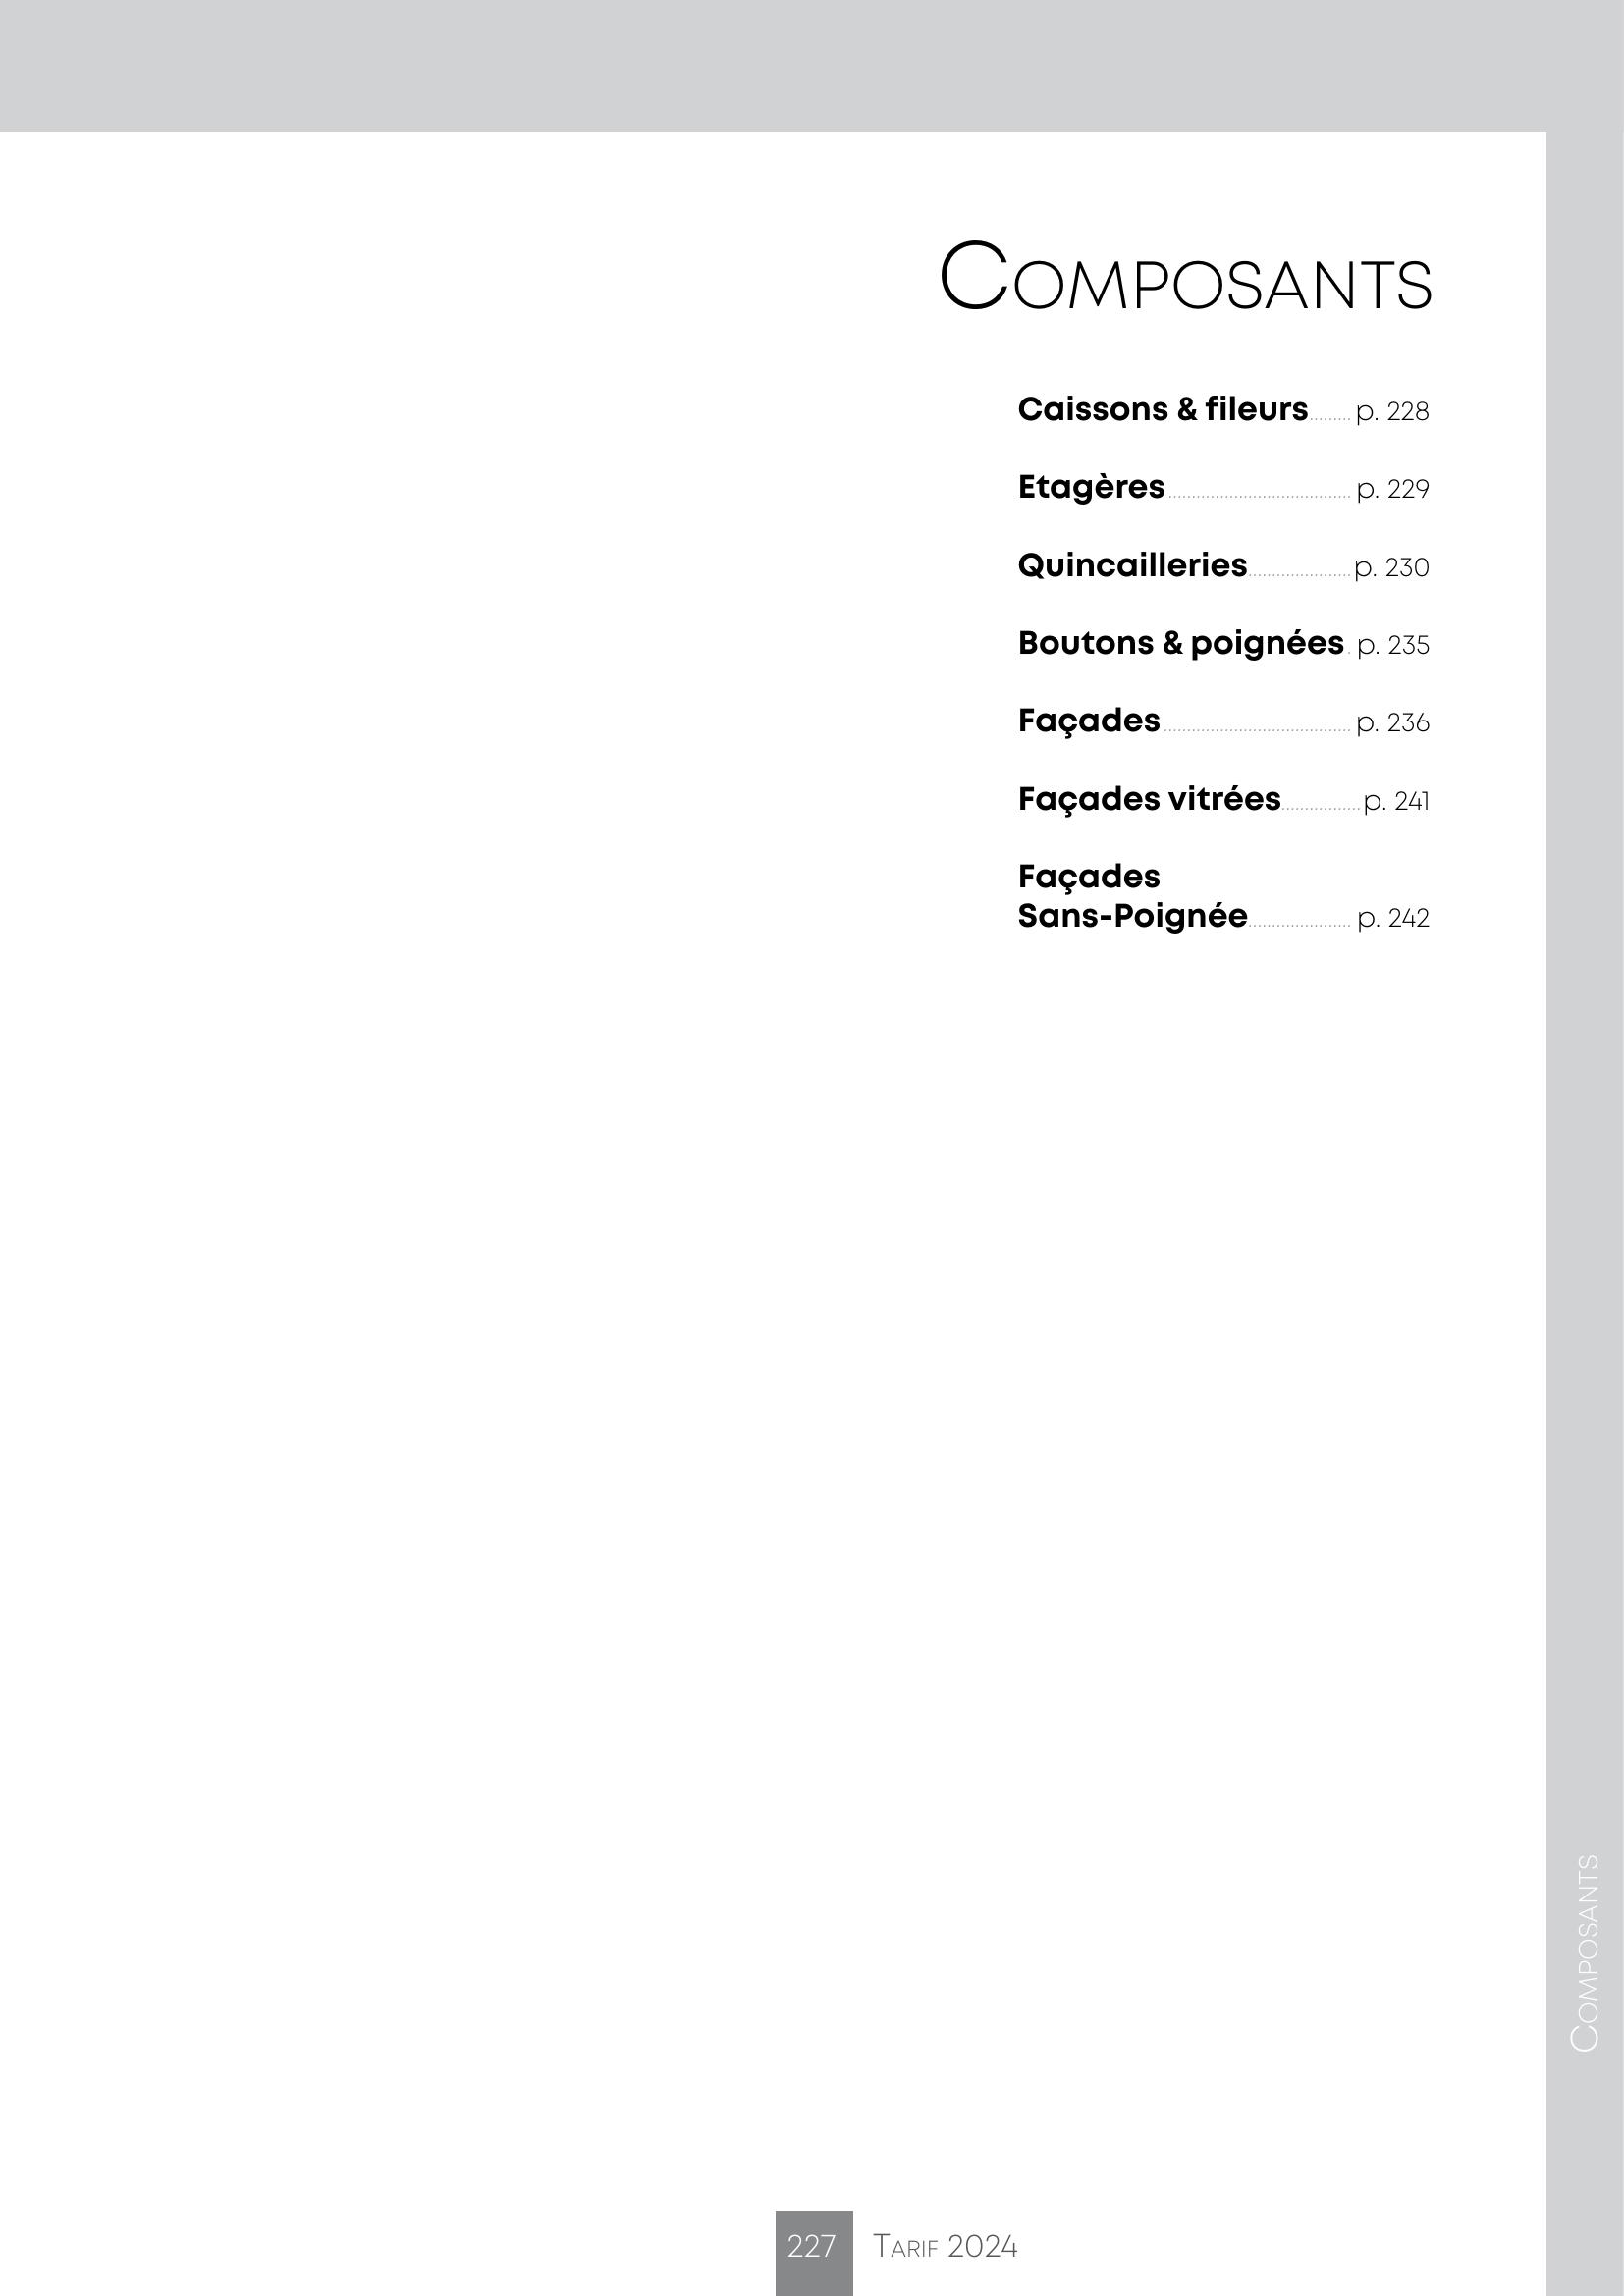 Composants
Caissons & fileurs........ p. 228
Etagères...................................... p. 229
Quincailleries..................... p. 230
Boutons & poignées . p. 235
Façades....................................... p. 236
Façades vitrées................ p. 241
Façades
Sans-Poignée..................... p. 242
Composants
227 Tarif 2024